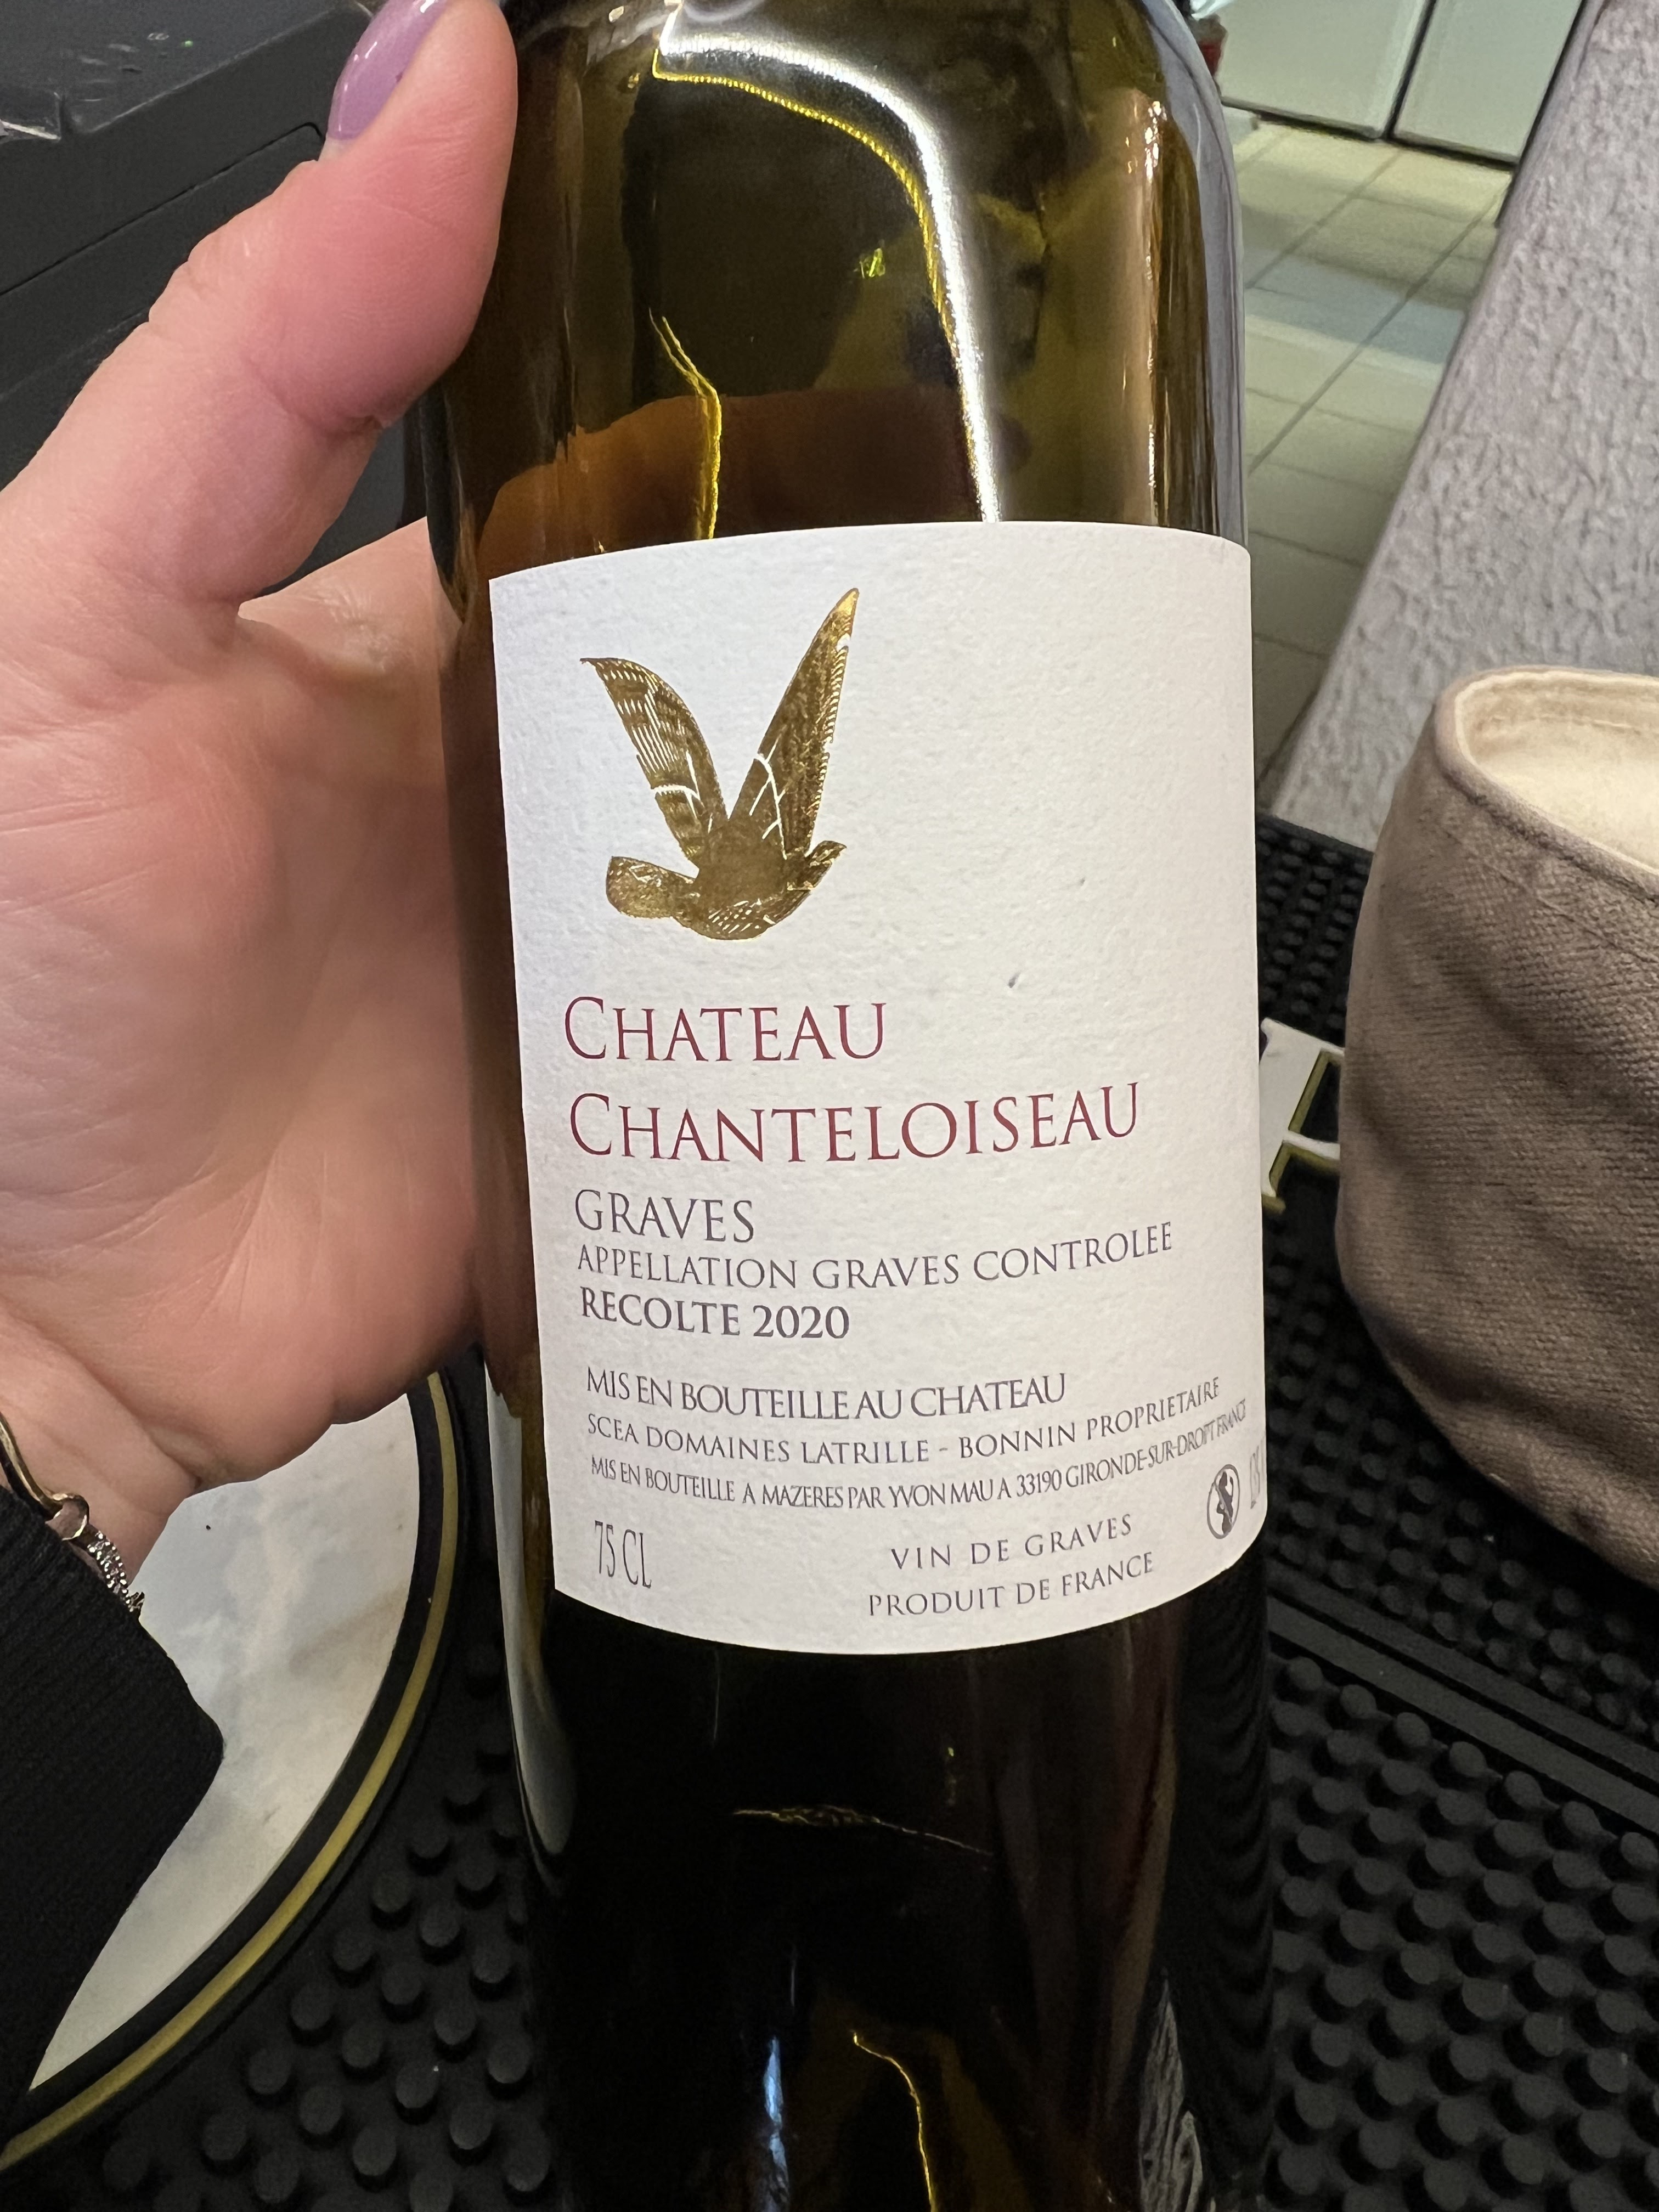 CHATEAU
CHANTELOISEAU
GRAVES
APPELLATION GRAVES CONTROLEE
RECOLTE 2020
MIS EN BOUTEILLE AU CHATEAU
SCEA DOMAINES LATRILLE - BONNIN PROPRIETAIRE
MIS EN BOUTEILLE A MAZERES PAR YVON MAU A 33190 GIRONDE-SUR-DROPT FRANCE
75 CL
VIN DE GRAVES
PRODUIT DE FRANCE